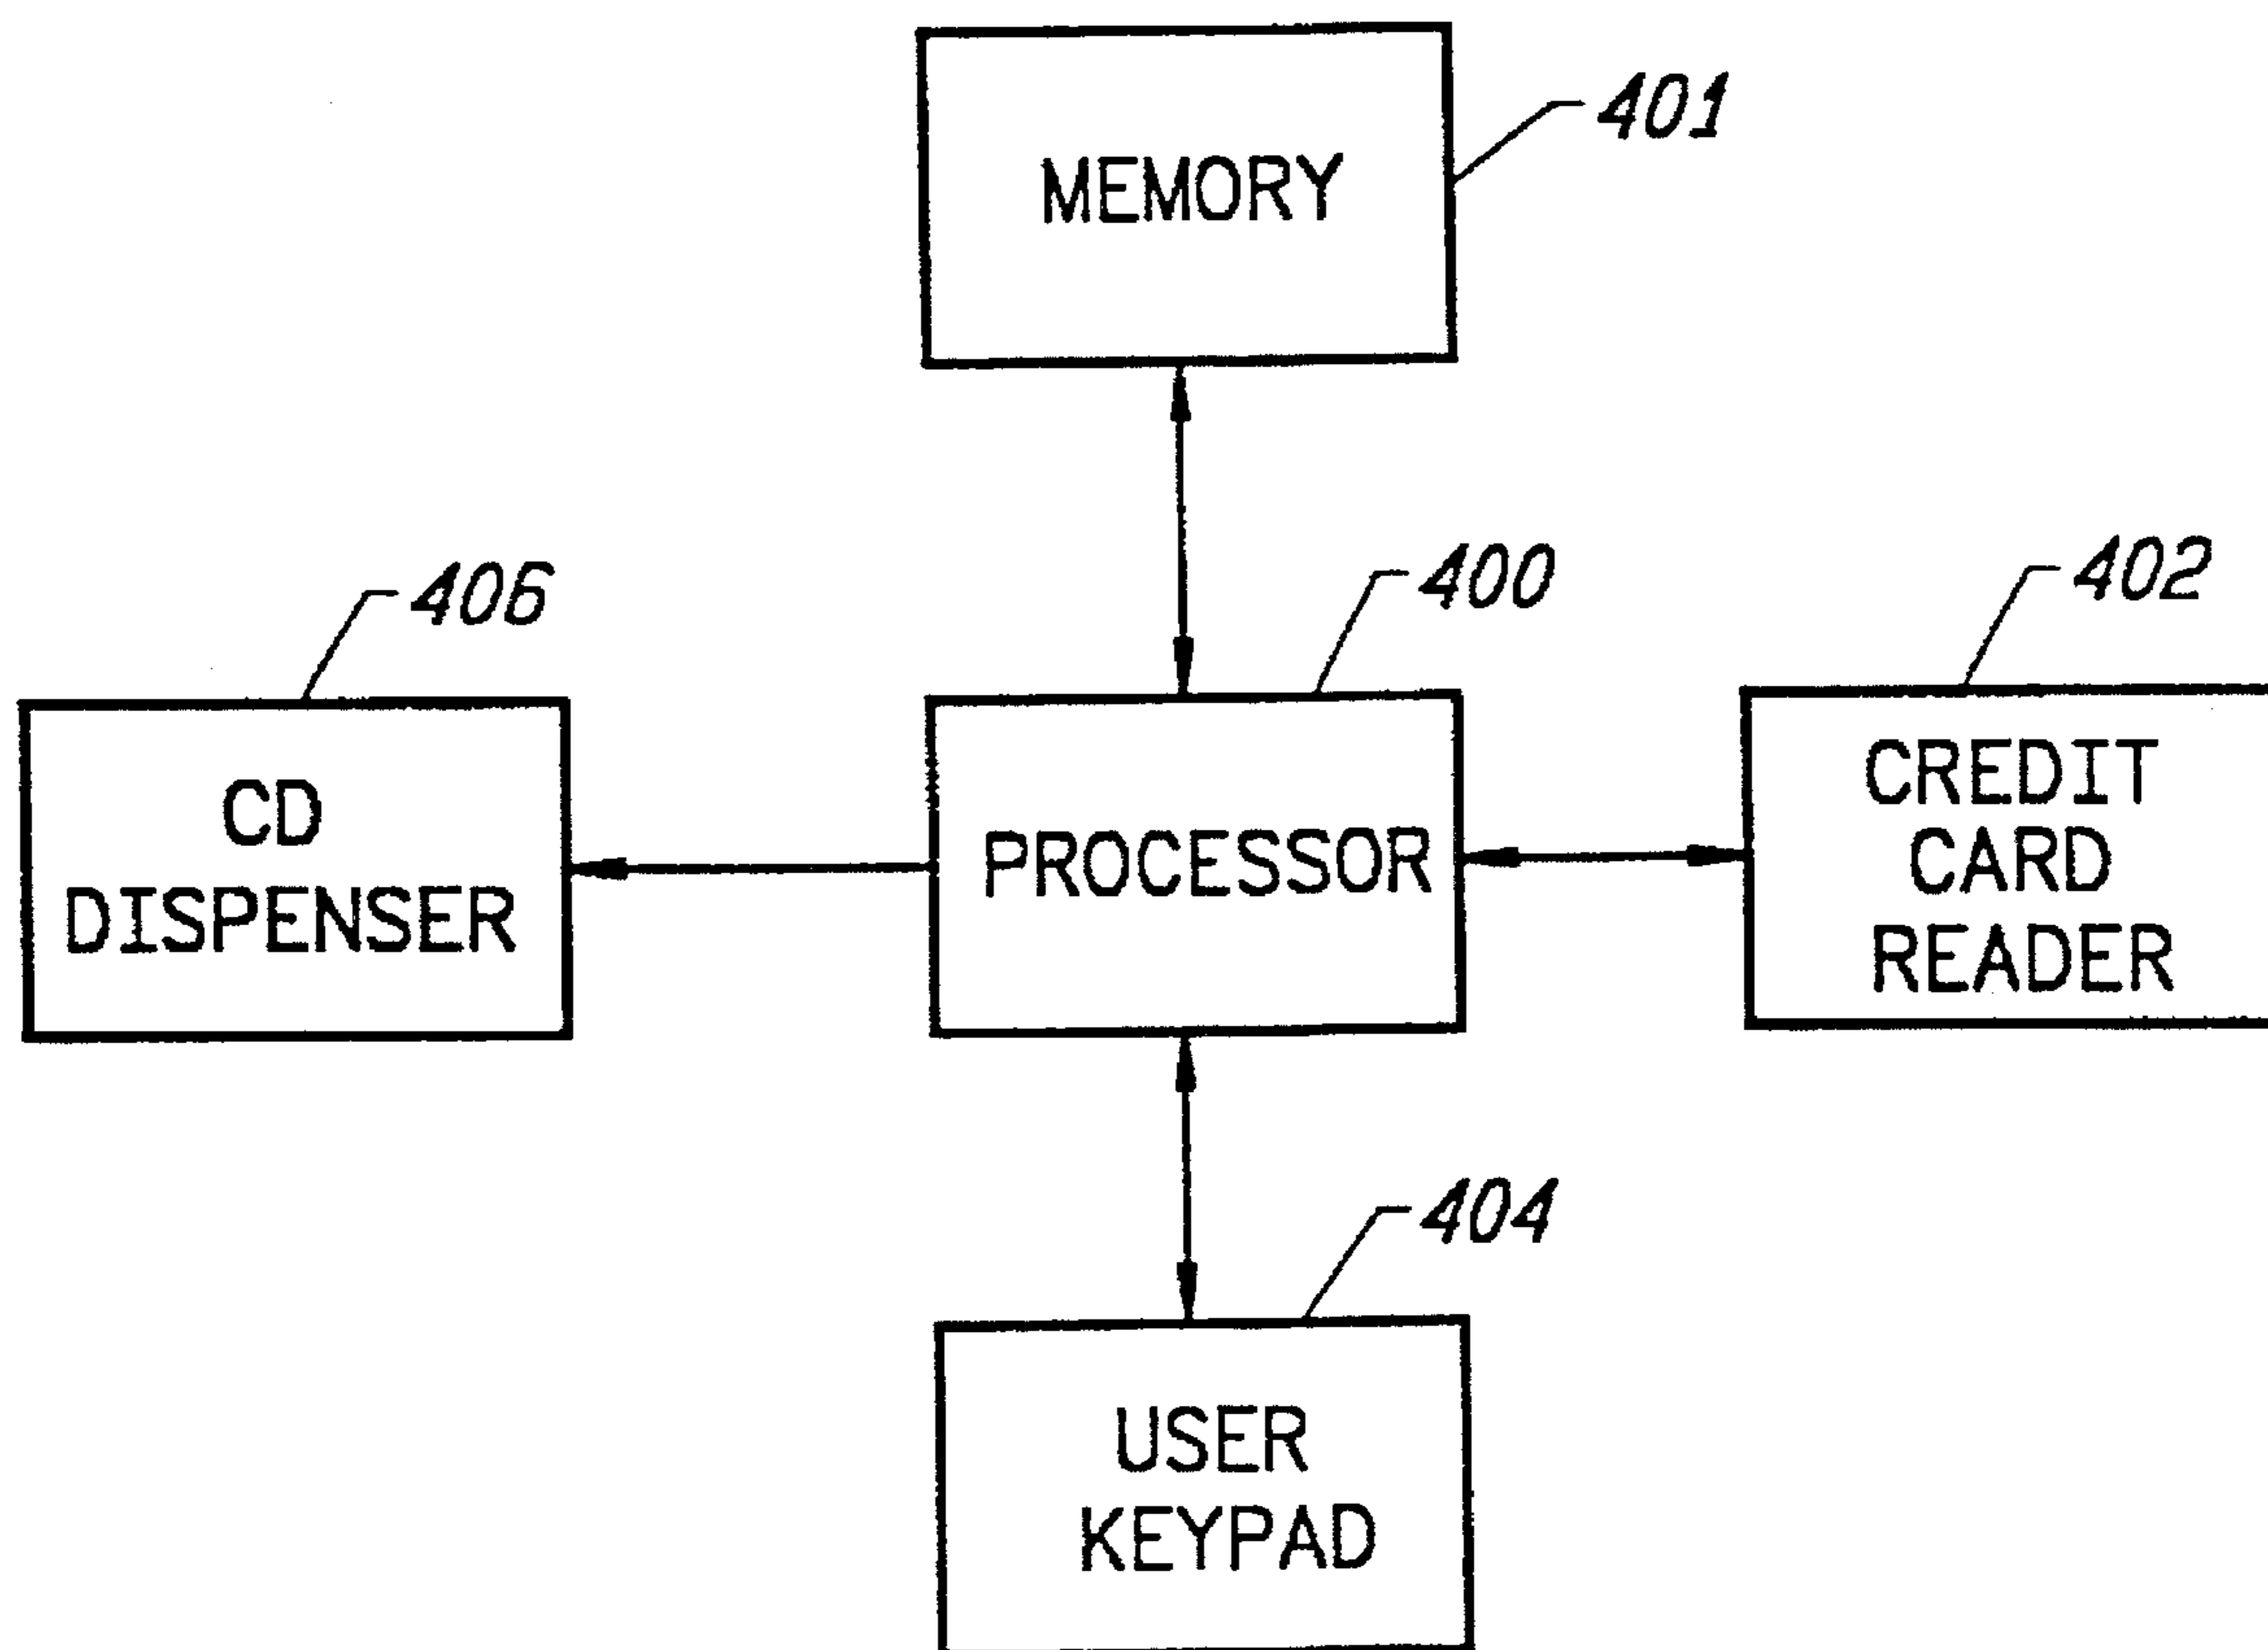 401
MEMORY
406
400
402
CD
DISPENSER
PROCESSOR
CREDIT
CARD
READER
404
USER
KEYPAD